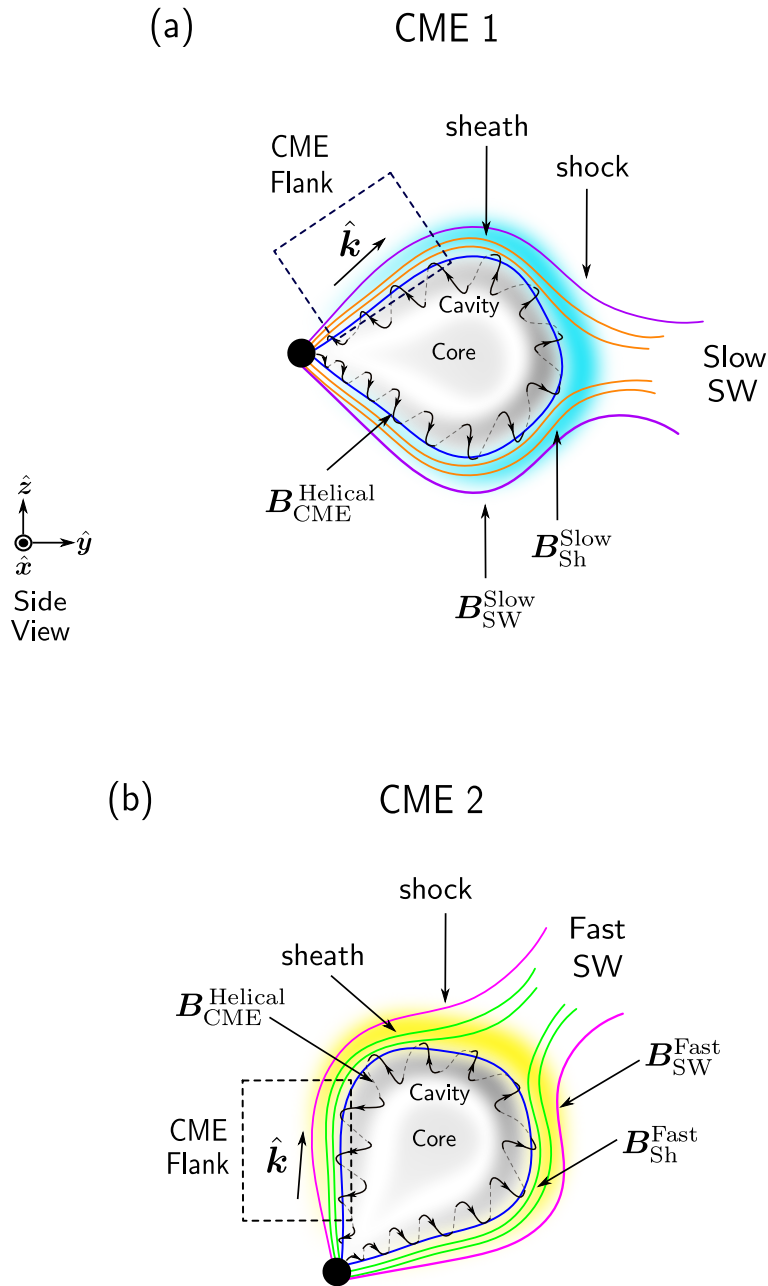 (a) CME 1
sheath
CME
Flank
shock
k̂
Cavity
Core
Slow
SW
B_CME^Helical
B_Sh^Slow
B_SW^Slow
ẑ
ŷ
x̂
Side
View
(b) CME 2
shock
Fast
SW
sheath
B_CME^Helical
B_SW^Fast
Cavity
CME
Flank
k̂
Core
B_Sh^Fast